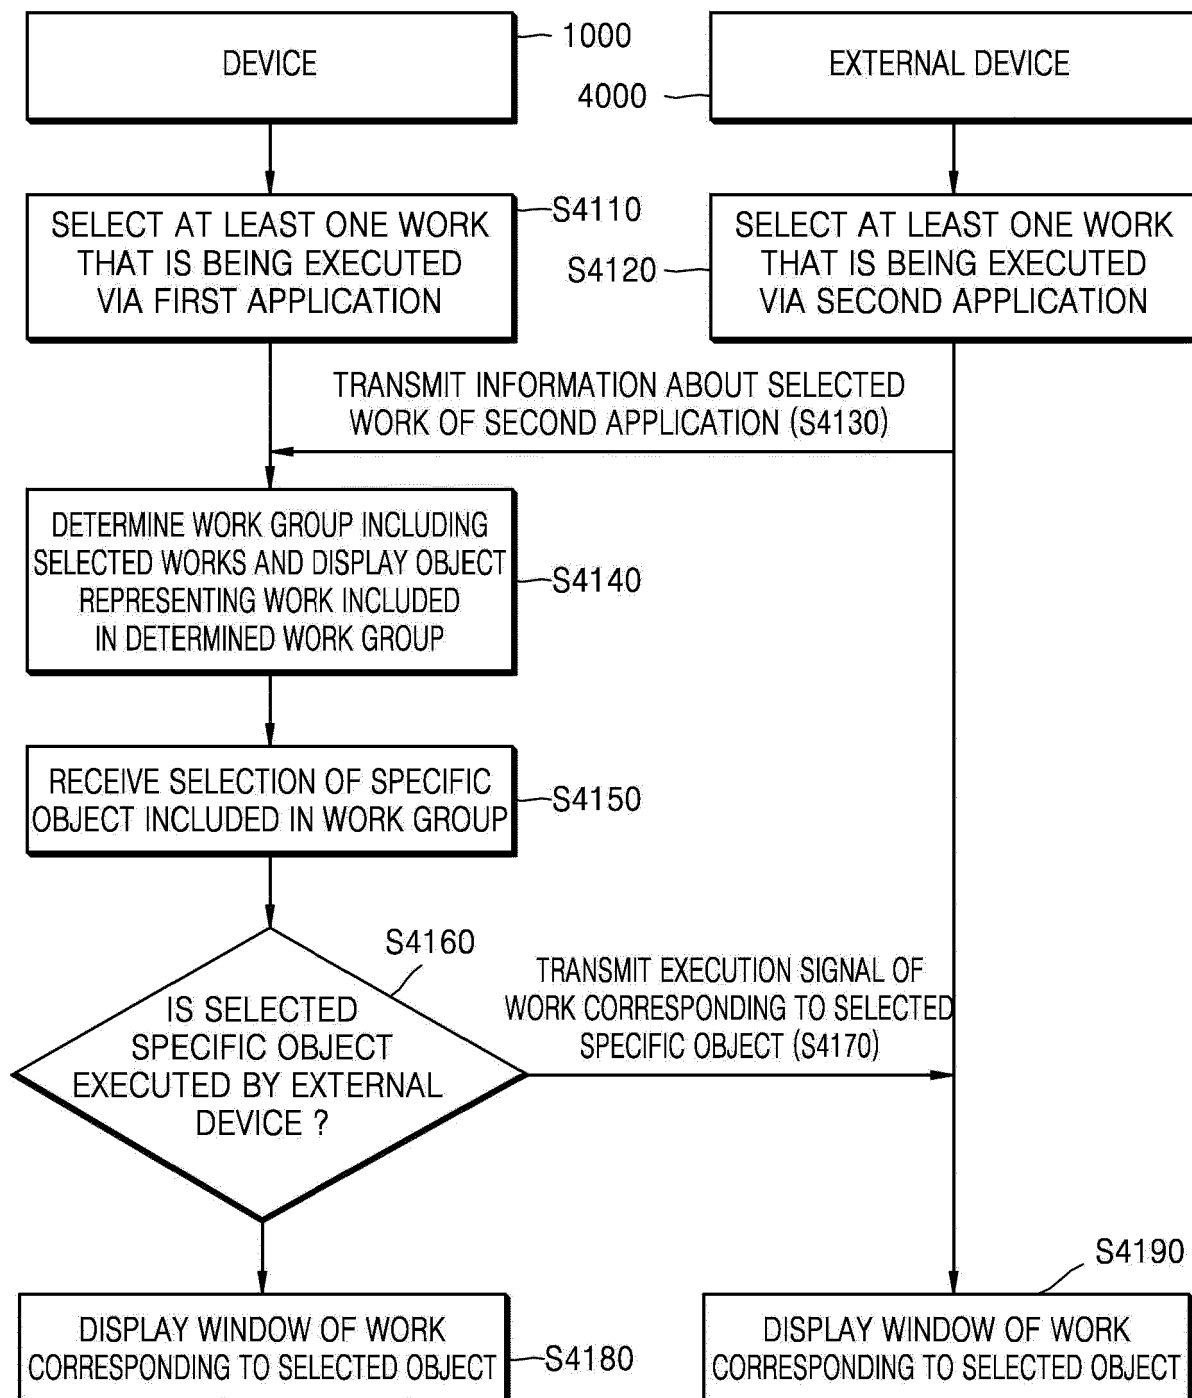 DEVICE
1000
EXTERNAL DEVICE
4000
SELECT AT LEAST ONE WORK
THAT IS BEING EXECUTED
VIA FIRST APPLICATION
S4110
SELECT AT LEAST ONE WORK
THAT IS BEING EXECUTED
VIA SECOND APPLICATION
S4120
TRANSMIT INFORMATION ABOUT SELECTED
WORK OF SECOND APPLICATION (S4130)
DETERMINE WORK GROUP INCLUDING
SELECTED WORKS AND DISPLAY OBJECT
REPRESENTING WORK INCLUDED
IN DETERMINED WORK GROUP
S4140
RECEIVE SELECTION OF SPECIFIC
OBJECT INCLUDED IN WORK GROUP
S4150
IS SELECTED
SPECIFIC OBJECT
EXECUTED BY EXTERNAL
DEVICE ?
S4160
TRANSMIT EXECUTION SIGNAL OF
WORK CORRESPONDING TO SELECTED
SPECIFIC OBJECT (S4170)
DISPLAY WINDOW OF WORK
CORRESPONDING TO SELECTED OBJECT
S4180
S4190
DISPLAY WINDOW OF WORK
CORRESPONDING TO SELECTED OBJECT